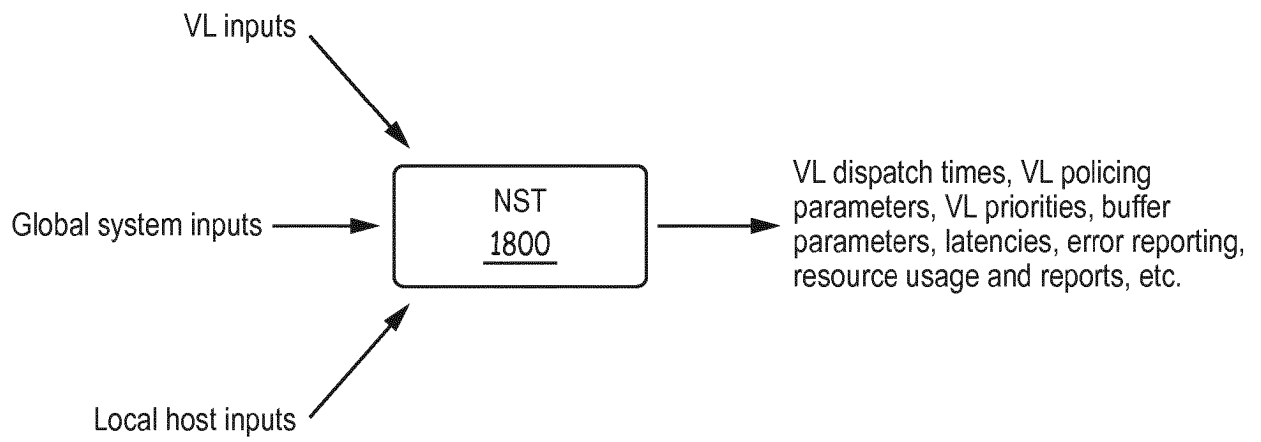 VL inputs
Global system inputs
NST
1800
VL dispatch times, VL policing
parameters, VL priorities, buffer
parameters, latencies, error reporting,
resource usage and reports, etc.
Local host inputs